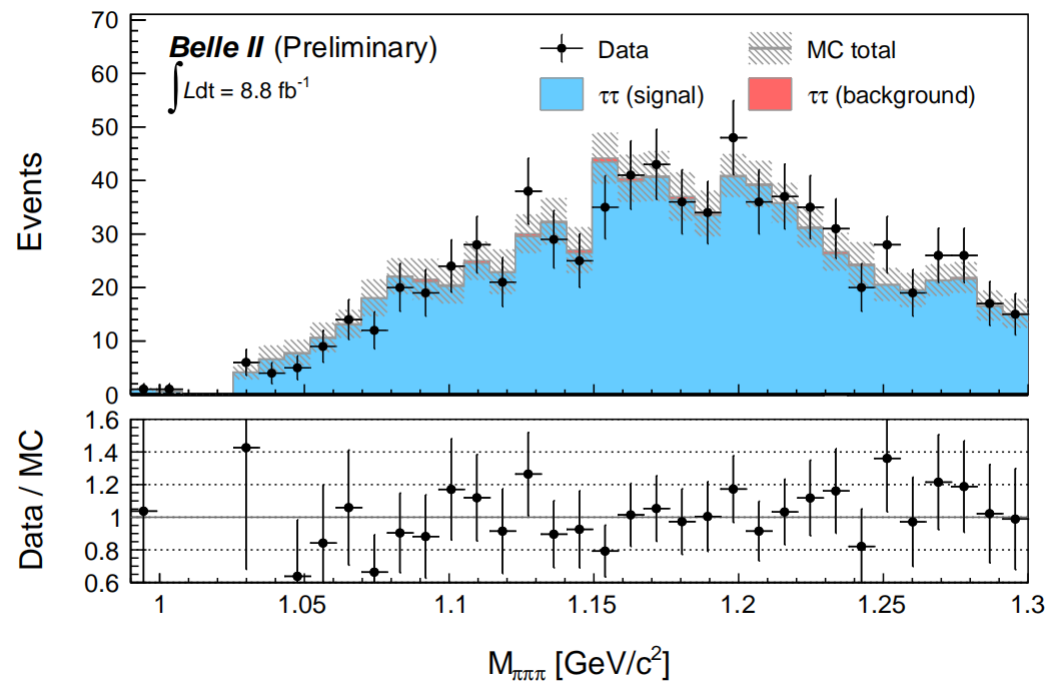 Belle II (Preliminary)
∫Ldt = 8.8 fb⁻¹
Data
MC total
ττ (signal)
ττ (background)
Events
70
60
50
40
30
20
10
0
Data / MC
1.6
1.4
1.2
1
0.8
0.6
1
1.05
1.1
1.15
1.2
1.25
1.3
M_πππ [GeV/c²]